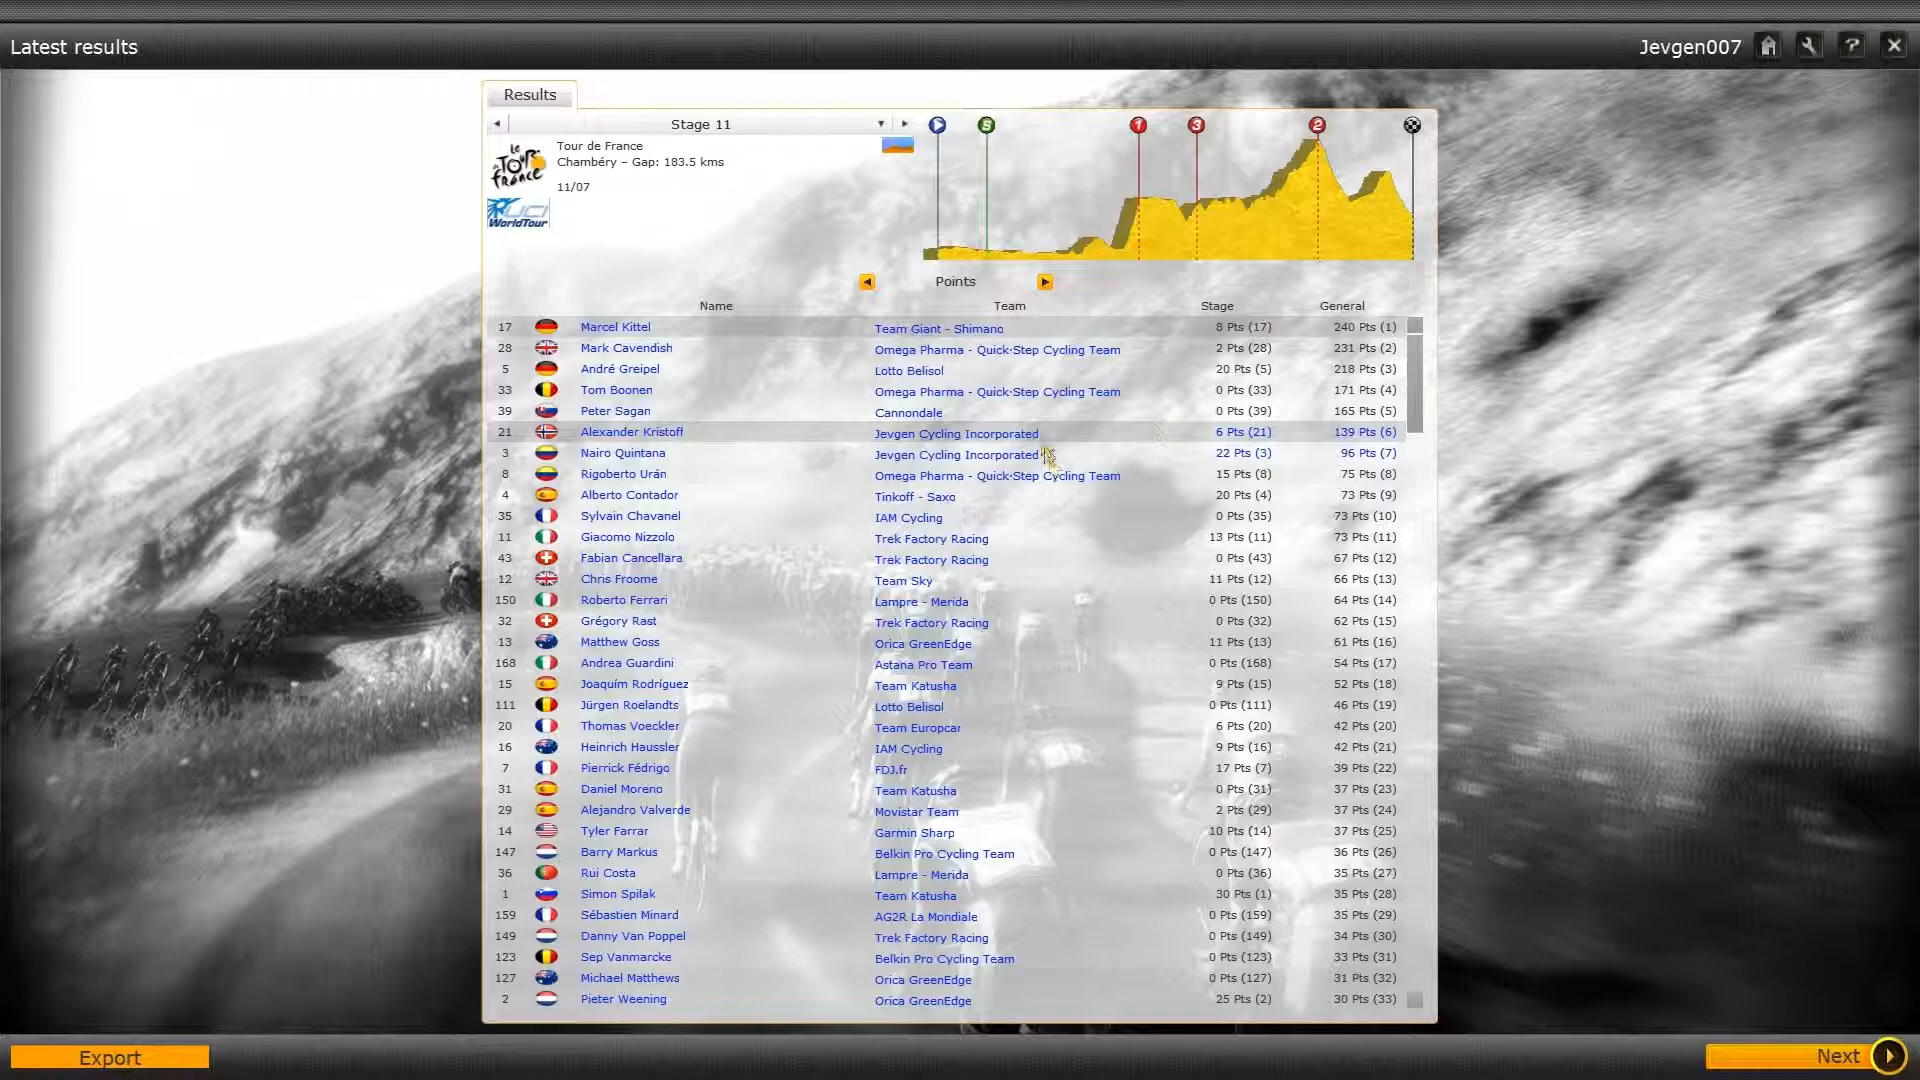 Latest results
Jevgen007
Results
Stage 11
S
1
3
2
le
TOUR
de
france
Tour de France
Chambéry – Gap: 183.5 kms
11/07
UCI
WorldTour
Points
Name Team Stage General
17 Marcel Kittel Team Giant - Shimano 8 Pts (17) 240 Pts (1)
28 Mark Cavendish Omega Pharma - Quick·Step Cycling Team 2 Pts (28) 231 Pts (2)
5 André Greipel Lotto Belisol 20 Pts (5) 218 Pts (3)
33 Tom Boonen Omega Pharma - Quick·Step Cycling Team 0 Pts (33) 171 Pts (4)
39 Peter Sagan Cannondale 0 Pts (39) 165 Pts (5)
21 Alexander Kristoff Jevgen Cycling Incorporated 6 Pts (21) 139 Pts (6)
3 Nairo Quintana Jevgen Cycling Incorporated 22 Pts (3) 96 Pts (7)
8 Rigoberto Urán Omega Pharma - Quick·Step Cycling Team 15 Pts (8) 75 Pts (8)
4 Alberto Contador Tinkoff - Saxo 20 Pts (4) 73 Pts (9)
35 Sylvain Chavanel IAM Cycling 0 Pts (35) 73 Pts (10)
11 Giacomo Nizzolo Trek Factory Racing 13 Pts (11) 73 Pts (11)
43 Fabian Cancellara Trek Factory Racing 0 Pts (43) 67 Pts (12)
12 Chris Froome Team Sky 11 Pts (12) 66 Pts (13)
150 Roberto Ferrari Lampre - Merida 0 Pts (150) 64 Pts (14)
32 Grégory Rast Trek Factory Racing 0 Pts (32) 62 Pts (15)
13 Matthew Goss Orica GreenEdge 11 Pts (13) 61 Pts (16)
168 Andrea Guardini Astana Pro Team 0 Pts (168) 54 Pts (17)
15 Joaquím Rodríguez Team Katusha 9 Pts (15) 52 Pts (18)
111 Jürgen Roelandts Lotto Belisol 0 Pts (111) 46 Pts (19)
20 Thomas Voeckler Team Europcar 6 Pts (20) 42 Pts (20)
16 Heinrich Haussler IAM Cycling 9 Pts (16) 42 Pts (21)
7 Pierrick Fédrigo FDJ.fr 17 Pts (7) 39 Pts (22)
31 Daniel Moreno Team Katusha 0 Pts (31) 37 Pts (23)
29 Alejandro Valverde Movistar Team 2 Pts (29) 37 Pts (24)
14 Tyler Farrar Garmin Sharp 10 Pts (14) 37 Pts (25)
147 Barry Markus Belkin Pro Cycling Team 0 Pts (147) 36 Pts (26)
36 Rui Costa Lampre - Merida 0 Pts (36) 35 Pts (27)
1 Simon Spilak Team Katusha 30 Pts (1) 35 Pts (28)
159 Sébastien Minard AG2R La Mondiale 0 Pts (159) 35 Pts (29)
149 Danny Van Poppel Trek Factory Racing 0 Pts (149) 34 Pts (30)
123 Sep Vanmarcke Belkin Pro Cycling Team 0 Pts (123) 33 Pts (31)
127 Michael Matthews Orica GreenEdge 0 Pts (127) 31 Pts (32)
2 Pieter Weening Orica GreenEdge 25 Pts (2) 30 Pts (33)
Export
Next